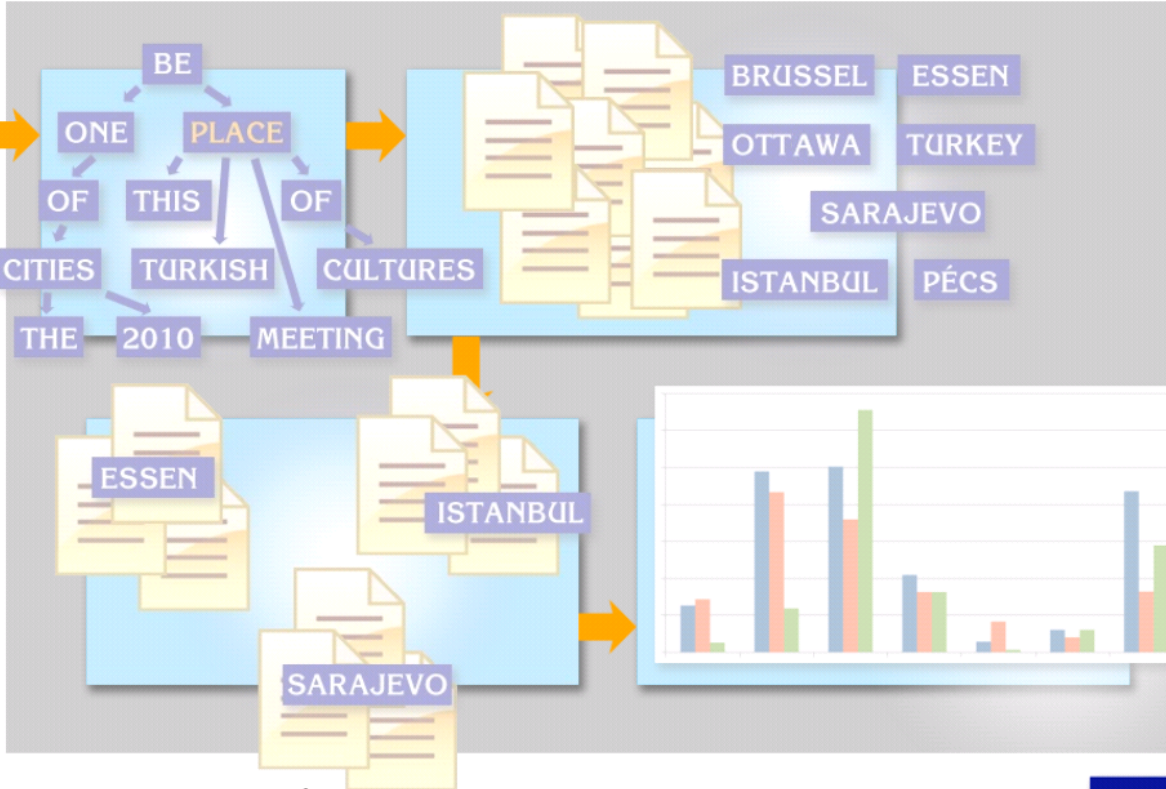 BE
ONE PLACE
OF THIS OF
CITIES TURKISH CULTURES
THE 2010 MEETING
BRUSSEL ESSEN
OTTAWA TURKEY
SARAJEVO
ISTANBUL PÉCS
ESSEN
ISTANBUL
SARAJEVO